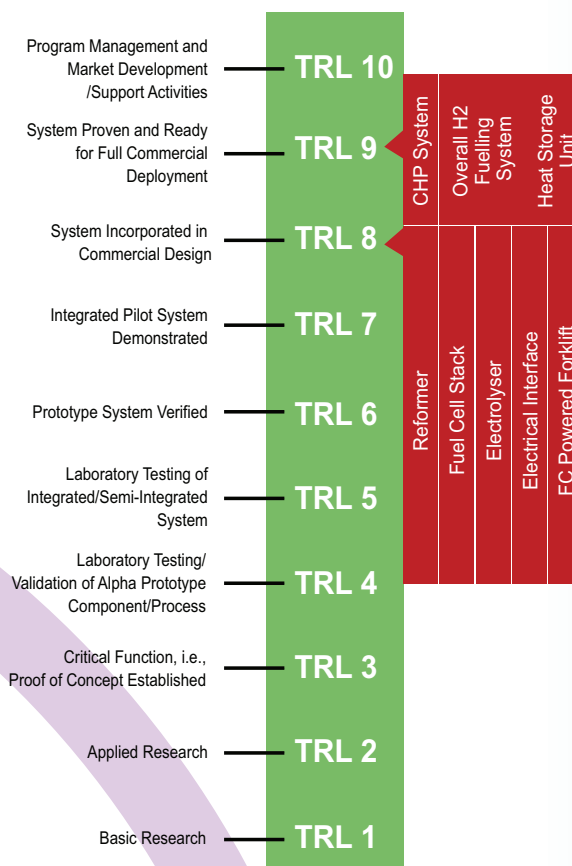 Program Management and
Market Development
/Support Activities
TRL 10
System Proven and Ready
for Full Commercial
Deployment
TRL 9
System Incorporated in
Commercial Design
TRL 8
Integrated Pilot System
Demonstrated
TRL 7
Prototype System Verified
TRL 6
Laboratory Testing of
Integrated/Semi-Integrated
System
TRL 5
Laboratory Testing/
Validation of Alpha Prototype
Component/Process
TRL 4
Critical Function, i.e.,
Proof of Concept Established
TRL 3
Applied Research
TRL 2
Basic Research
TRL 1
CHP System
Overall H2
Fuelling
System
Heat Storage
Unit
Reformer
Fuel Cell Stack
Electrolyser
Electrical Interface
FC Powered Forklift